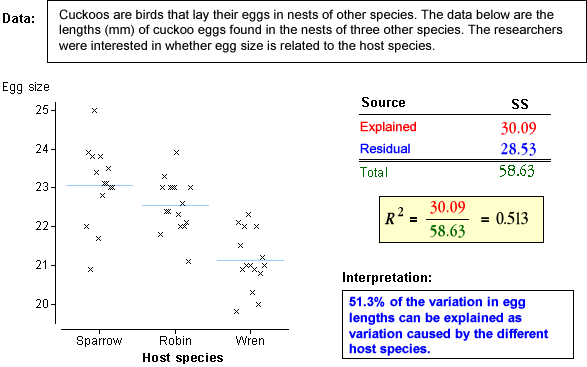 Data:
Cuckoos are birds that lay their eggs in nests of other species. The data below are the
lengths (mm) of cuckoo eggs found in the nests of three other species. The researchers
were interested in whether egg size is related to the host species.
Egg size
25
24
23
22
21
20
Sparrow Robin Wren
Host species
Source SS
Explained 30.09
Residual 28.53
Total 58.63
R² = 30.09 / 58.63 = 0.513
Interpretation:
51.3% of the variation in egg
lengths can be explained as
variation caused by the different
host species.